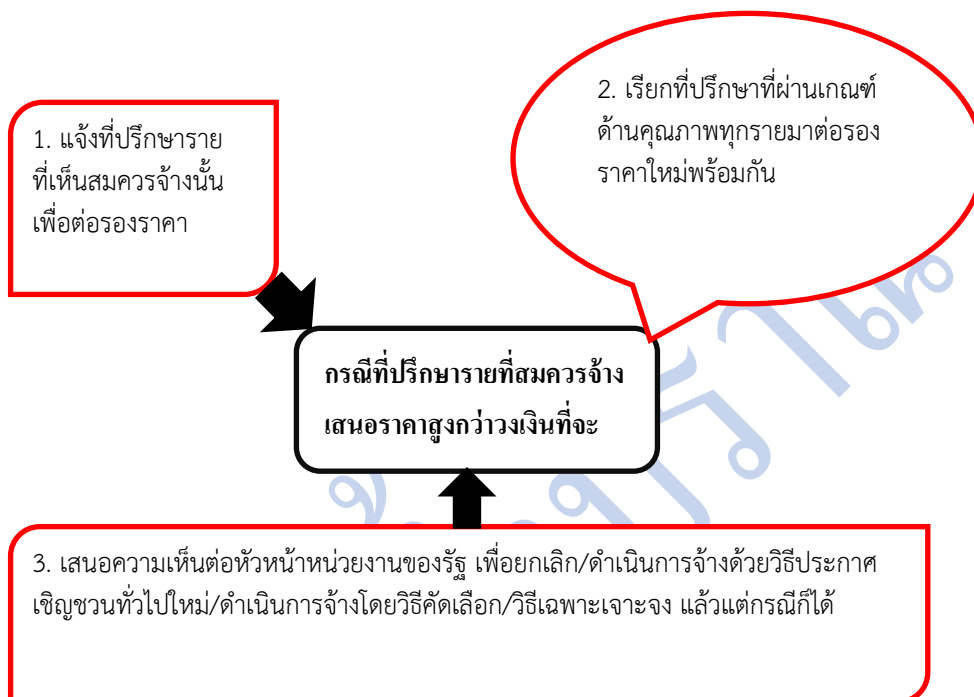 1. แจ้งที่ปรึกษาราย
ที่เห็นสมควรจ้างนั้น
เพื่อต่อรองราคา
2. เรียกที่ปรึกษาที่ผ่านเกณฑ์
ด้านคุณภาพทุกรายมาต่อรอง
ราคาใหม่พร้อมกัน
กรณีที่ปรึกษารายที่สมควรจ้าง
เสนอราคาสูงกว่าวงเงินที่จะ
3. เสนอความเห็นต่อหัวหน้าหน่วยงานของรัฐ เพื่อยกเลิก/ดำเนินการจ้างด้วยวิธีประกาศ
เชิญชวนทั่วไปใหม่/ดำเนินการจ้างโดยวิธีคัดเลือก/วิธีเฉพาะเจาะจง แล้วแต่กรณีก็ได้